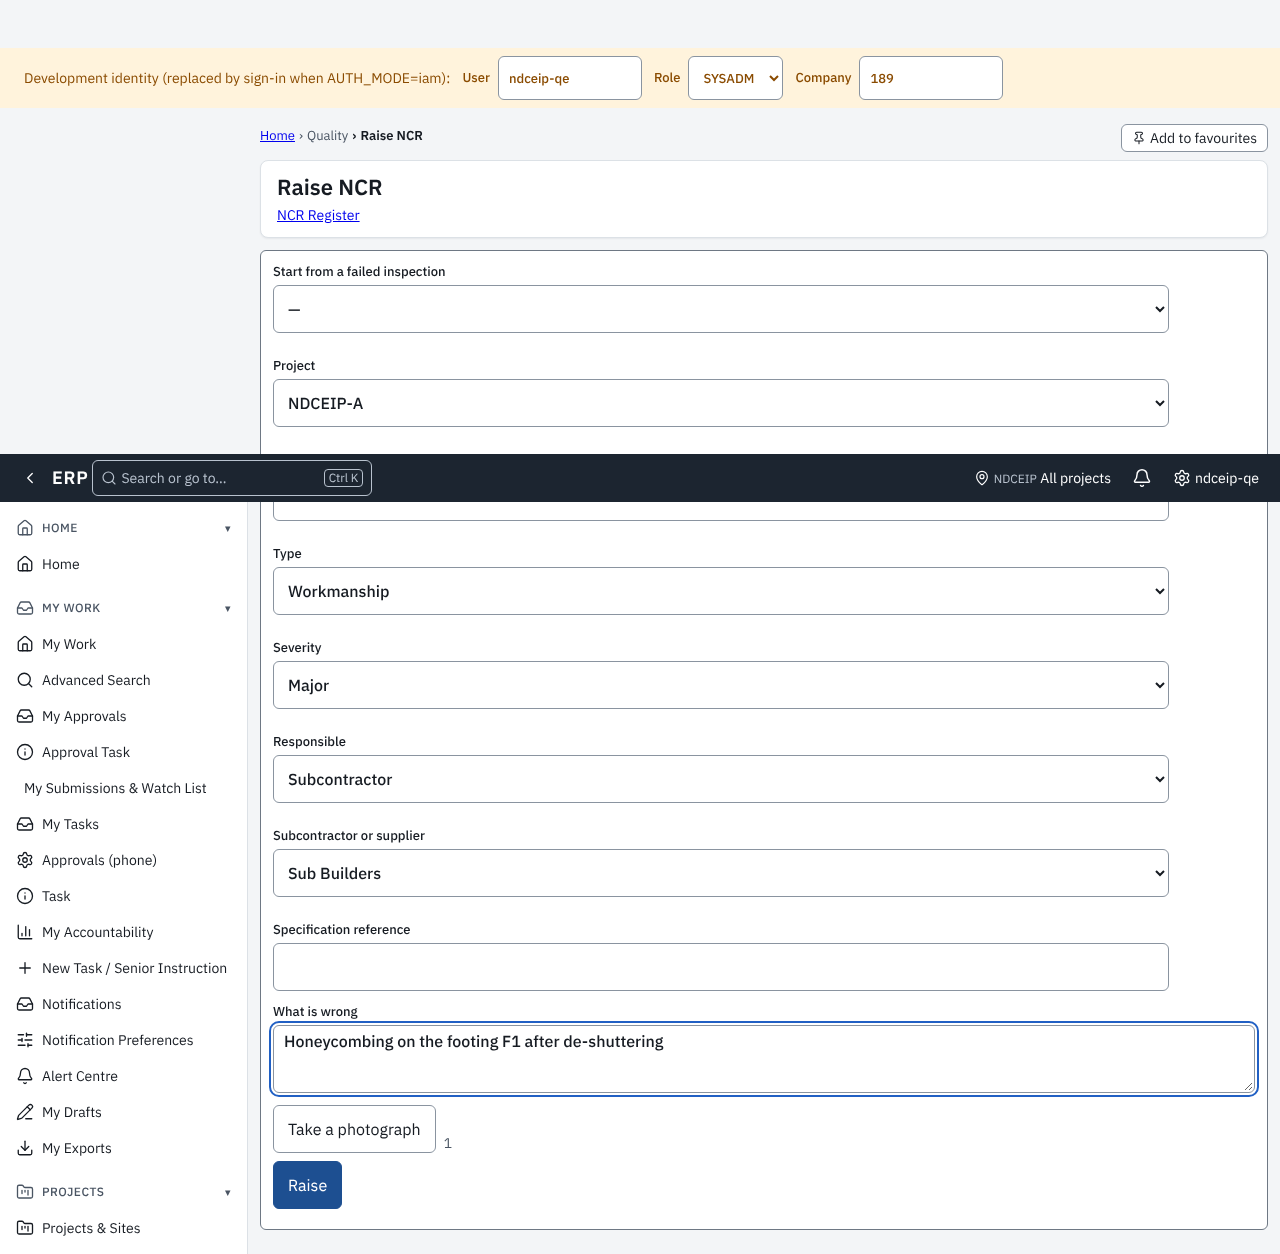 Development identity (replaced by sign-in when AUTH_MODE=iam): User ndceip-qe Role SYSADM Company 189
Home › Quality › Raise NCR
Add to favourites
Raise NCR
NCR Register
Start from a failed inspection
—
Project
NDCEIP-A
ERP Search or go to... Ctrl K NDCEIP All projects ndceip-qe
HOME
Home
MY WORK
My Work
Advanced Search
My Approvals
Approval Task
My Submissions & Watch List
My Tasks
Approvals (phone)
Task
My Accountability
New Task / Senior Instruction
Notifications
Notification Preferences
Alert Centre
My Drafts
My Exports
PROJECTS
Projects & Sites
Type
Workmanship
Severity
Major
Responsible
Subcontractor
Subcontractor or supplier
Sub Builders
Specification reference
What is wrong
Honeycombing on the footing F1 after de-shuttering
Take a photograph 1
Raise